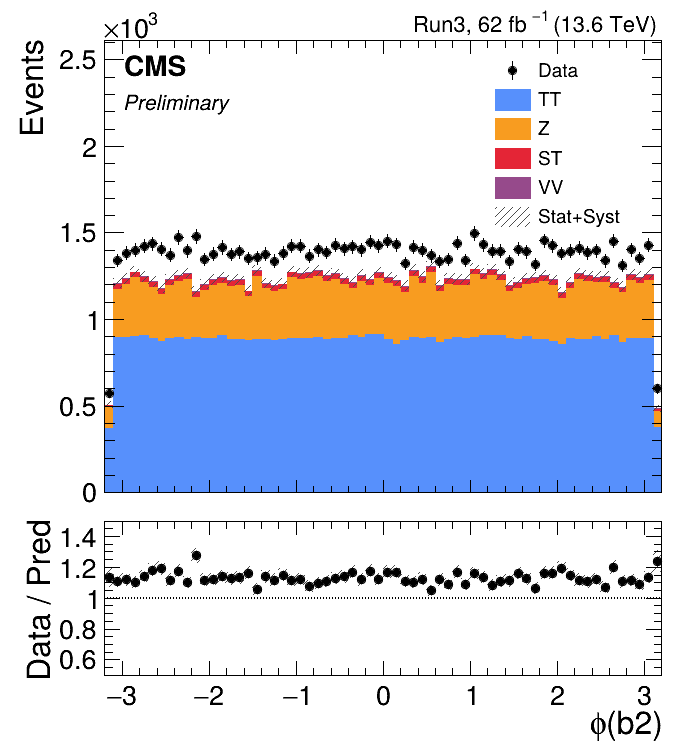 ×10³
Run3, 62 fb⁻¹ (13.6 TeV)
Events
2.5
2
1.5
1
0.5
0
CMS
Preliminary
Data
TT
Z
ST
VV
Stat+Syst
Data / Pred
1.4
1.2
1
0.8
0.6
−3 −2 −1 0 1 2 3
ϕ(b2)